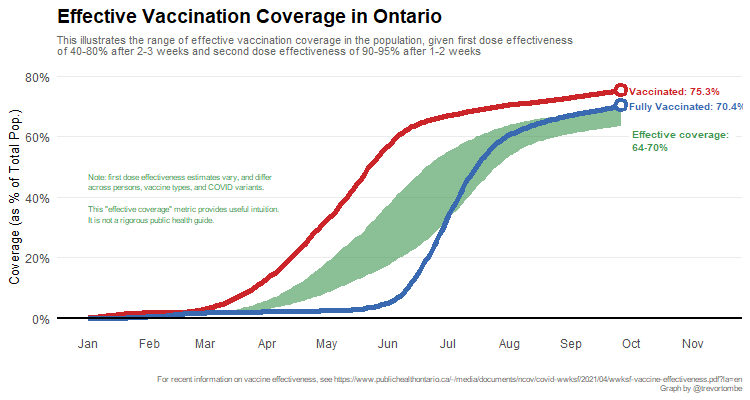 Effective Vaccination Coverage in Ontario
This illustrates the range of effective vaccination coverage in the population, given first dose effectiveness
of 40-80% after 2-3 weeks and second dose effectiveness of 90-95% after 1-2 weeks
Coverage (as % of Total Pop.)
80%
60%
40%
20%
0%
Vaccinated: 75.3%
Fully Vaccinated: 70.4%
Effective coverage:
64-70%
Note: first dose effectiveness estimates vary, and differ
across persons, vaccine types, and COVID variants.
This "effective coverage" metric provides useful intuition.
It is not a rigorous public health guide.
Jan Feb Mar Apr May Jun Jul Aug Sep Oct Nov
For recent information on vaccine effectiveness, see https://www.publichealthontario.ca/-/media/documents/ncov/covid-wwksf/2021/04/wwksf-vaccine-effectiveness.pdf?la=en
Graph by @trevortombe